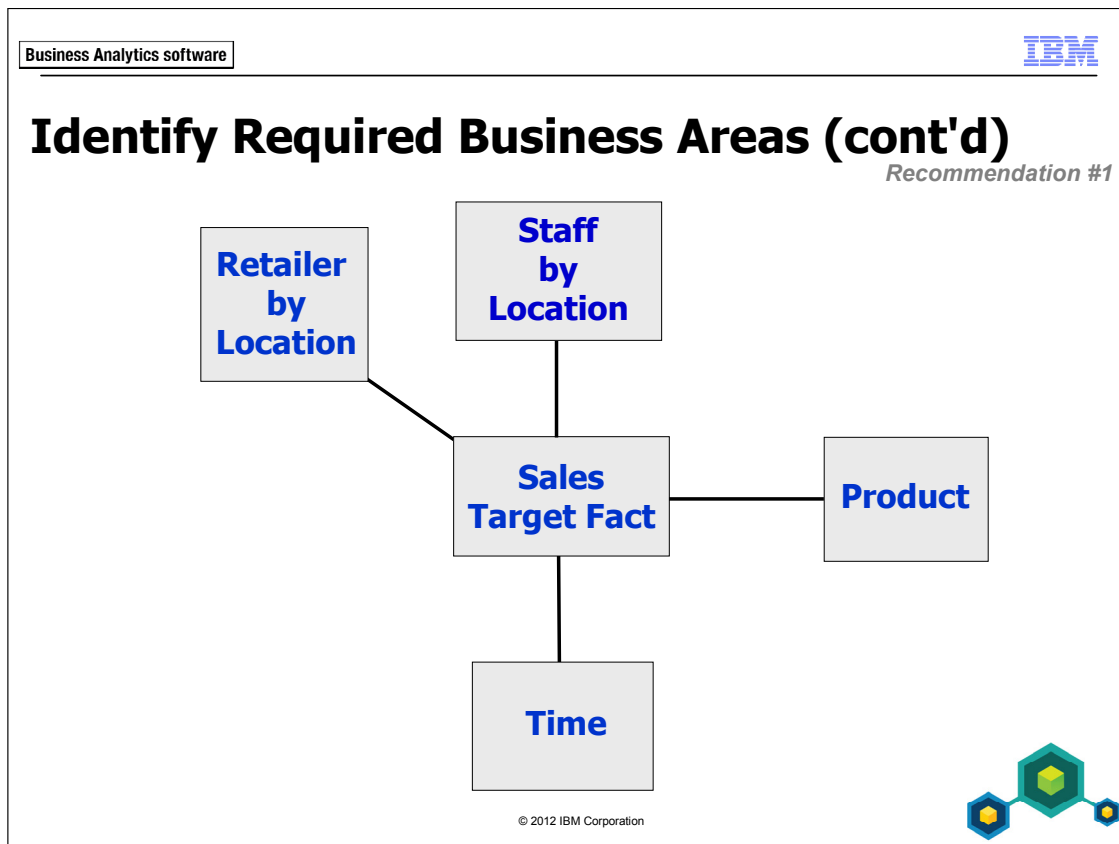 Business Analytics software
IBM
Identify Required Business Areas (cont'd)
Recommendation #1
Retailer
by
Location
Staff
by
Location
Sales
Target Fact
Product
Time
© 2012 IBM Corporation